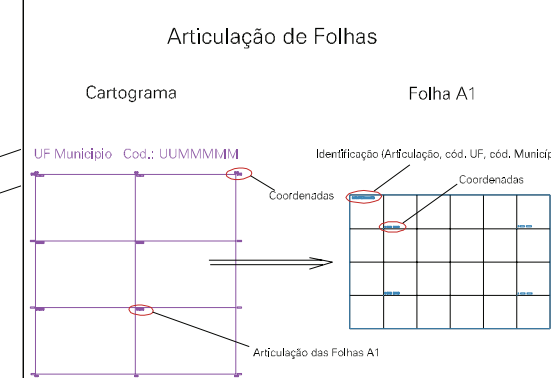 Articulação de Folhas
Cartograma
Folha A1
UF Municipio Cod.: UUMMMMM
Identificação (Articulação, cód. UF, cód. Municíp
Coordenadas
Coordenadas
Articulação das Folhas A1